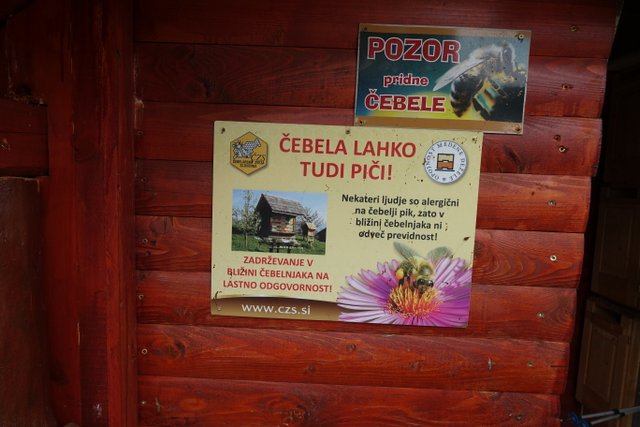 POZOR
pridne
ČEBELE
ČEBELA LAHKO
TUDI PIČI!
Nekateri ljudje so alergični
na čebelji pik, zato v
bližini čebelnjaka ni
odveč previdnost!
ZADRŽEVANJE V
BLIŽINI ČEBELNJAKA NA
LASTNO ODGOVORNOST!
www.czs.si